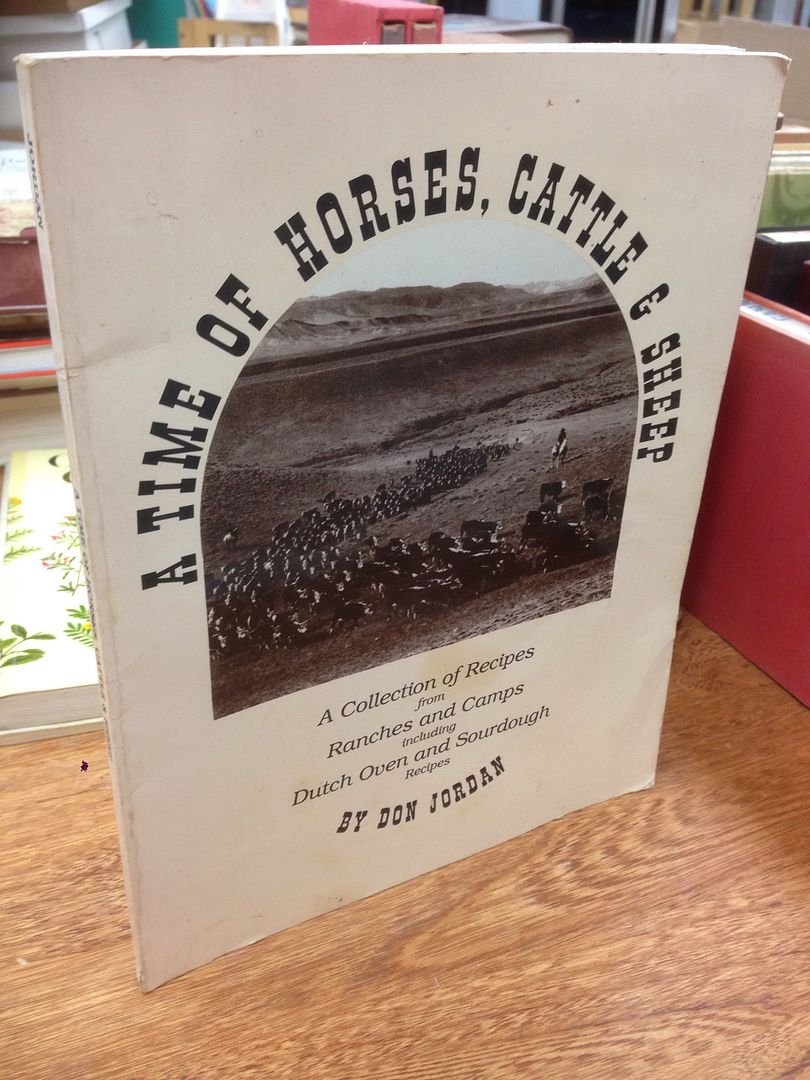 A TIME OF HORSES, CATTLE & SHEEP
A Collection of Recipes
from
Ranches and Camps
including
Dutch Oven and Sourdough
Recipes
BY DON JORDAN
JORDAN